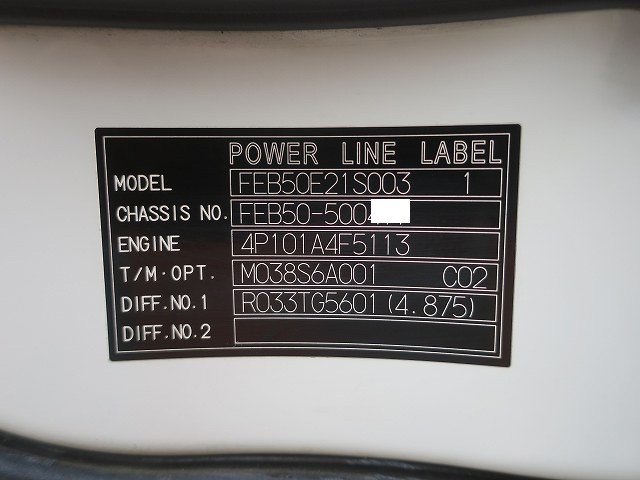 POWER LINE LABEL
MODEL FEB50E21S003 1
CHASSIS NO. FEB50-500
ENGINE 4P101A4F5113
T/M·OPT. M038S6A001 C02
DIFF.NO.1 R033TG5601(4.875)
DIFF.NO.2